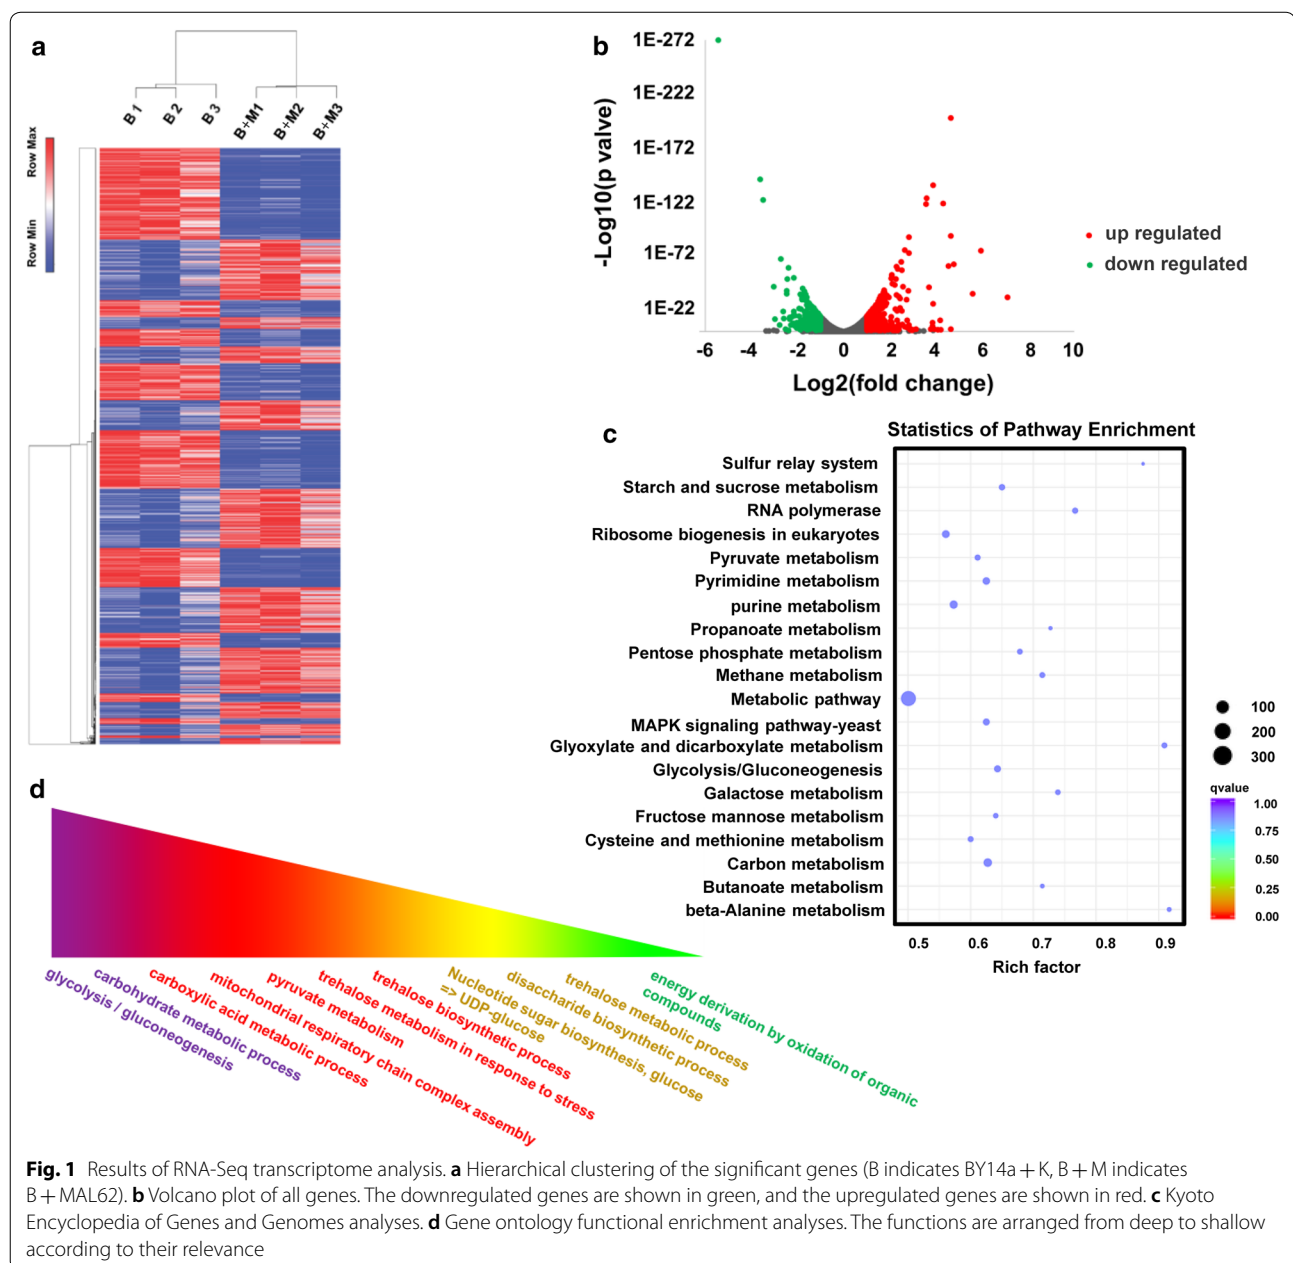 a
B 1
B 2
B 3
B+M1
B+M2
B+M3
Row Max
Row Min
b
1E-272
1E-222
1E-172
1E-122
1E-72
1E-22
-Log10(p valve)
-6
-4
-2
0
2
4
6
8
10
Log2(fold change)
up regulated
down regulated
c
Statistics of Pathway Enrichment
Sulfur relay system
Starch and sucrose metabolism
RNA polymerase
Ribosome biogenesis in eukaryotes
Pyruvate metabolism
Pyrimidine metabolism
purine metabolism
Propanoate metabolism
Pentose phosphate metabolism
Methane metabolism
Metabolic pathway
MAPK signaling pathway-yeast
Glyoxylate and dicarboxylate metabolism
Glycolysis/Gluconeogenesis
Galactose metabolism
Fructose mannose metabolism
Cysteine and methionine metabolism
Carbon metabolism
Butanoate metabolism
beta-Alanine metabolism
0.5
0.6
0.7
0.8
0.9
Rich factor
100
200
300
qvalue
1.00
0.75
0.50
0.25
0.00
d
glycolysis / gluconeogenesis
carbohydrate metabolic process
carboxylic acid metabolic process
mitochondrial respiratory chain complex assembly
pyruvate metabolism
trehalose metabolism in response to stress
trehalose biosynthetic process
Nucleotide sugar biosynthesis, glucose
=> UDP-glucose
disaccharide biosynthetic process
trehalose metabolic process
energy derivation by oxidation of organic
compounds
Fig. 1 Results of RNA-Seq transcriptome analysis. a Hierarchical clustering of the significant genes (B indicates BY14a + K, B + M indicates
B + MAL62). b Volcano plot of all genes. The downregulated genes are shown in green, and the upregulated genes are shown in red. c Kyoto
Encyclopedia of Genes and Genomes analyses. d Gene ontology functional enrichment analyses. The functions are arranged from deep to shallow
according to their relevance